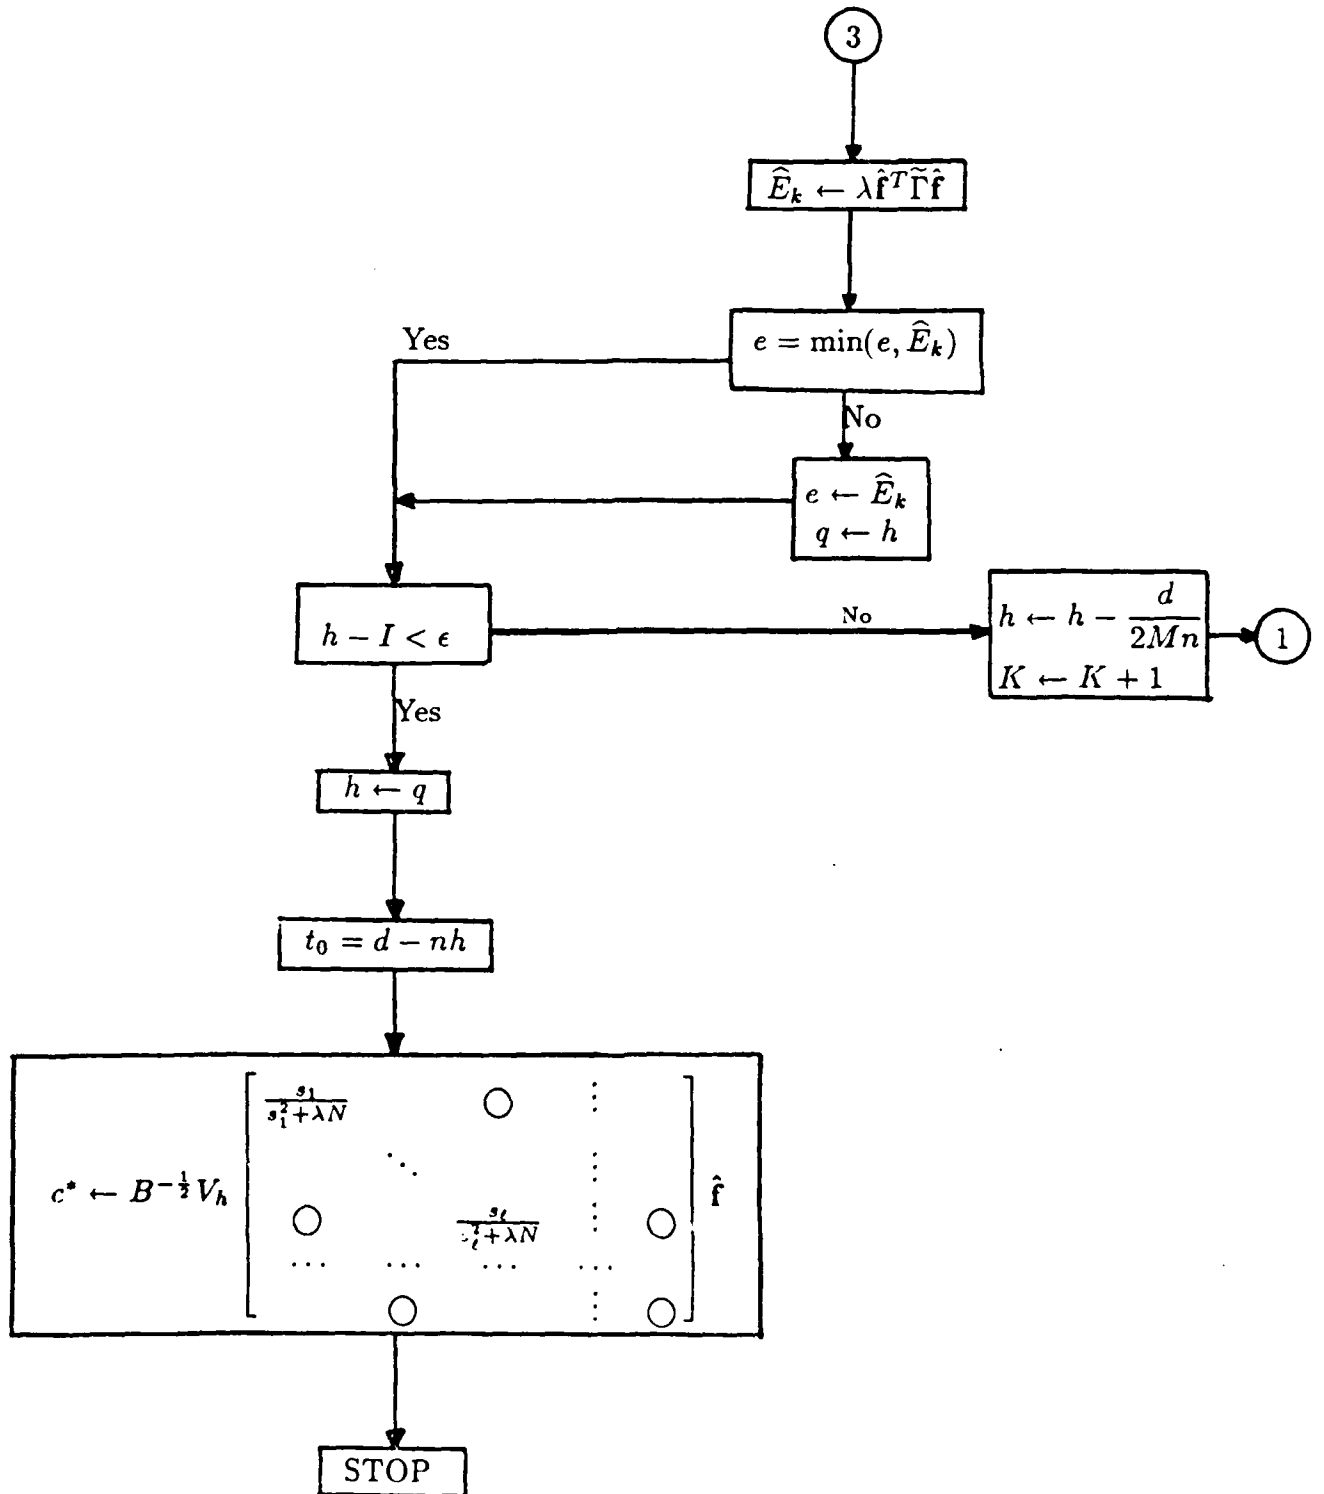 3
Ê_k ← λf̂^T Γ̃ f̂
Yes
e = min(e, Ê_k)
No
e ← Ê_k
q ← h
h − I < ϵ
No
h ← h − d/2Mn
K ← K + 1
1
Yes
h ← q
t_0 = d − nh
c* ← B^{−1/2} V_h [ s_1/(s_1^2 + λN) ○ ⋮
⋱ ⋮
○ s_ℓ/(s_ℓ^2 + λN) ⋮ ○
⋯ ⋯ ⋯ ⋯
○ ⋮ ○ ] f̂
STOP